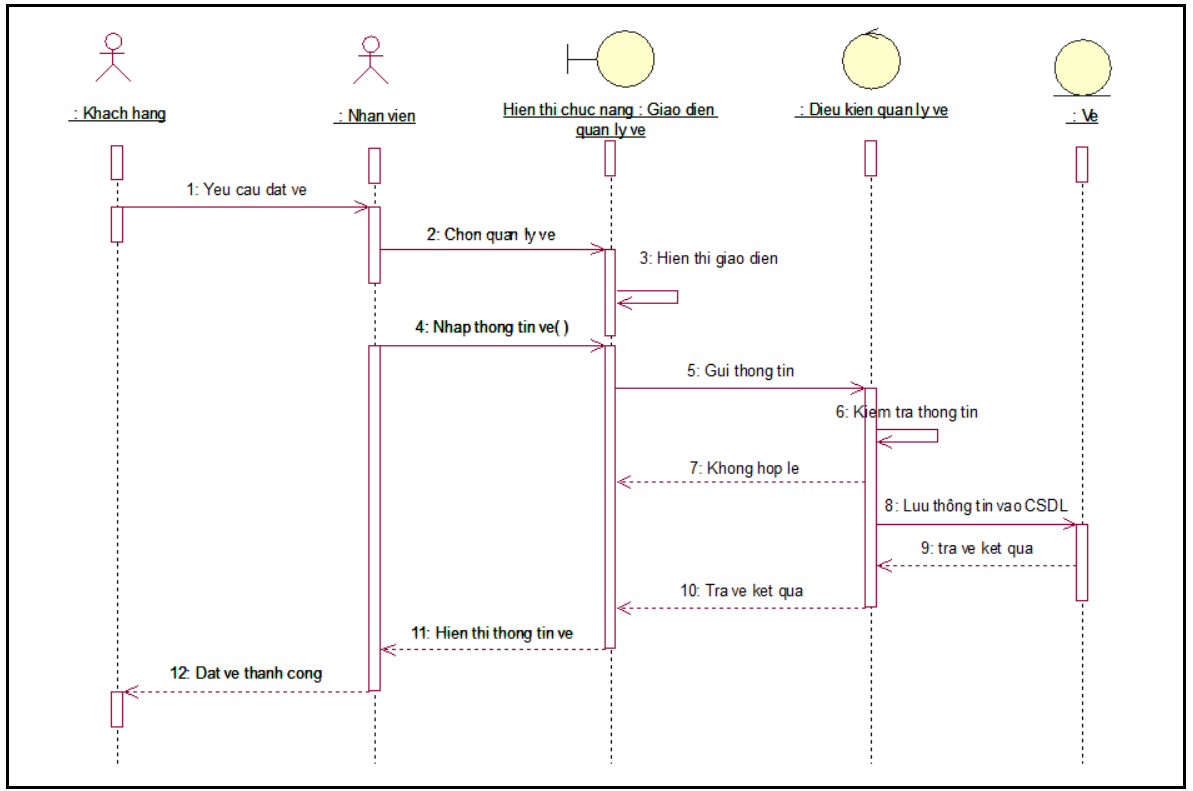 : Khach hang
: Nhan vien
Hien thi chuc nang : Giao dien
quan ly ve
: Dieu kien quan ly ve
: Ve
1: Yeu cau dat ve
2: Chon quan ly ve
3: Hien thi giao dien
4: Nhap thong tin ve( )
5: Gui thong tin
6: Kiem tra thong tin
7: Khong hop le
8: Luu thông tin vao CSDL
9: tra ve ket qua
10: Tra ve ket qua
11: Hien thi thong tin ve
12: Dat ve thanh cong